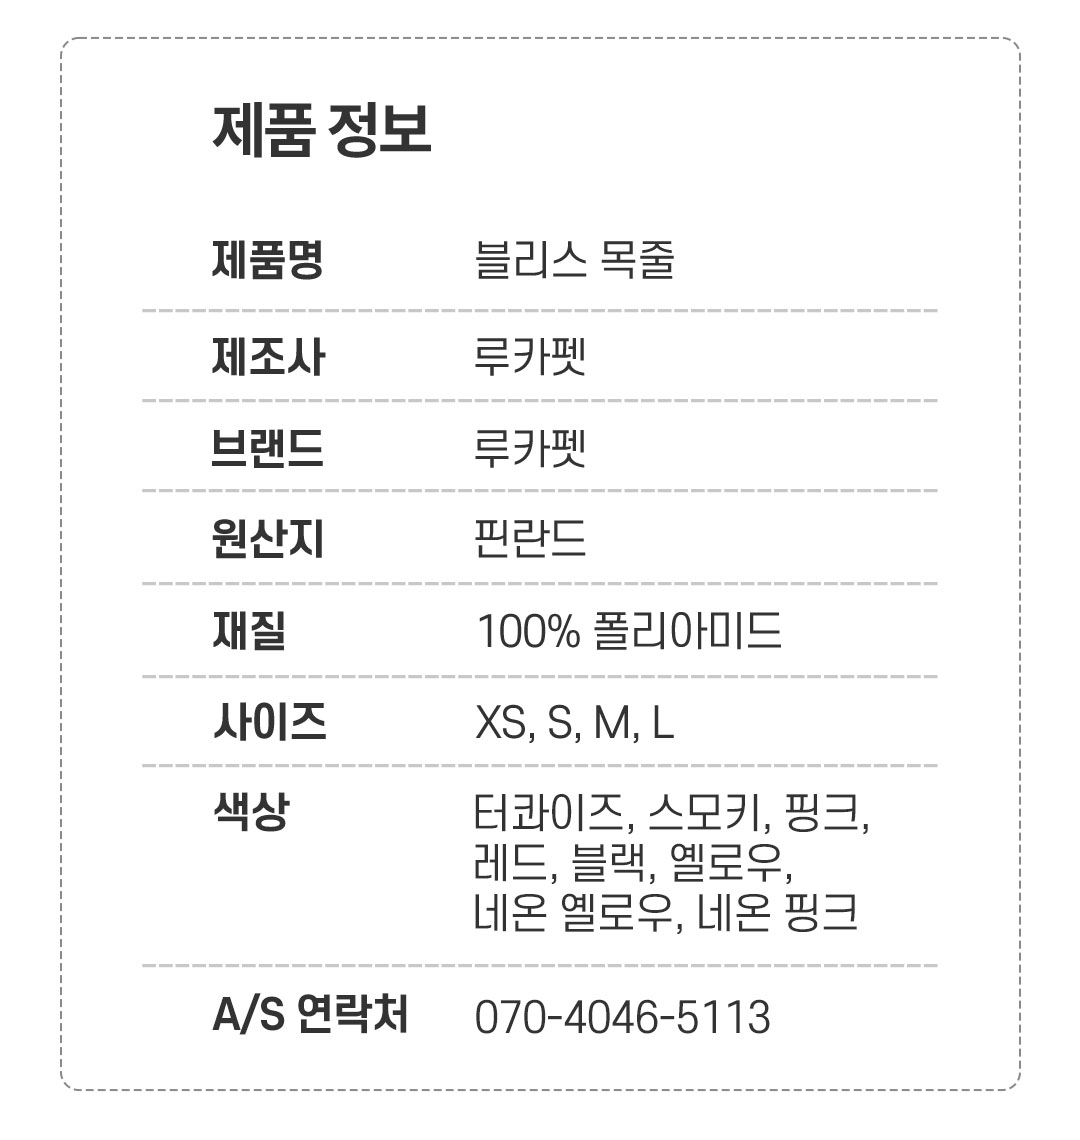 제품 정보
제품명 블리스 목줄
제조사 루카펫
브랜드 루카펫
원산지 핀란드
재질 100% 폴리아미드
사이즈 XS, S, M, L
색상 터콰이즈, 스모키, 핑크,
레드, 블랙, 옐로우,
네온 옐로우, 네온 핑크
A/S 연락처 070-4046-5113